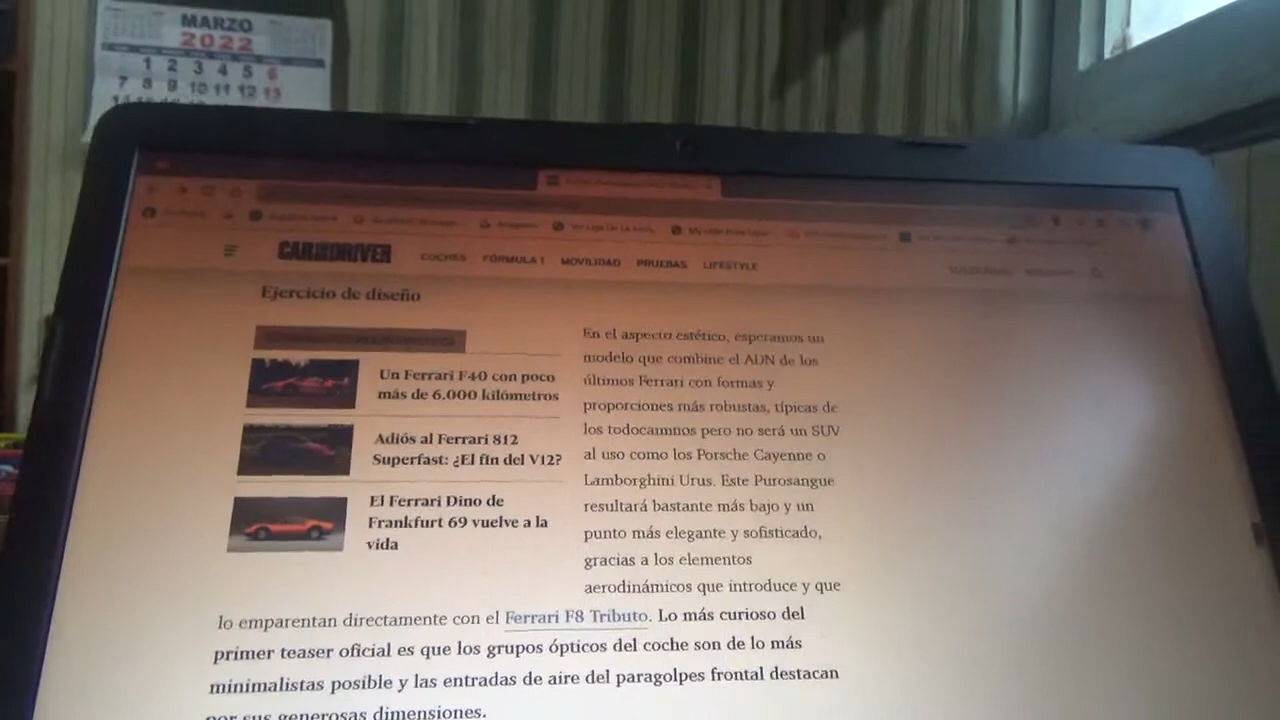 MARZO
2022
1 2 3 4 5 6
7 8 9 10 11 12 13
CAR AND DRIVER
COCHES FÓRMULA 1 MOVILIDAD PRUEBAS LIFESTYLE
Ejercicio de diseño
Un Ferrari F40 con poco
más de 6.000 kilómetros
Adiós al Ferrari 812
Superfast: ¿El fin del V12?
El Ferrari Dino de
Frankfurt 69 vuelve a la
vida
En el aspecto estético, esperamos un
modelo que combine el ADN de los
últimos Ferrari con formas y
proporciones más robustas, típicas de
los todocamnos pero no será un SUV
al uso como los Porsche Cayenne o
Lamborghini Urus. Este Purosangue
resultará bastante más bajo y un
punto más elegante y sofisticado,
gracias a los elementos
aerodinámicos que introduce y que
lo emparentan directamente con el Ferrari F8 Tributo. Lo más curioso del
primer teaser oficial es que los grupos ópticos del coche son de lo más
minimalistas posible y las entradas de aire del paragolpes frontal destacan
por sus generosas dimensiones.